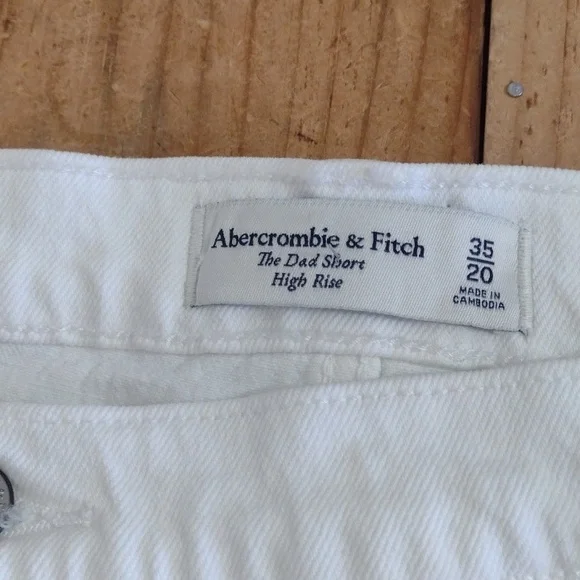 Abercrombie & Fitch
The Dad Short
High Rise
35
20
MADE IN
CAMBODIA